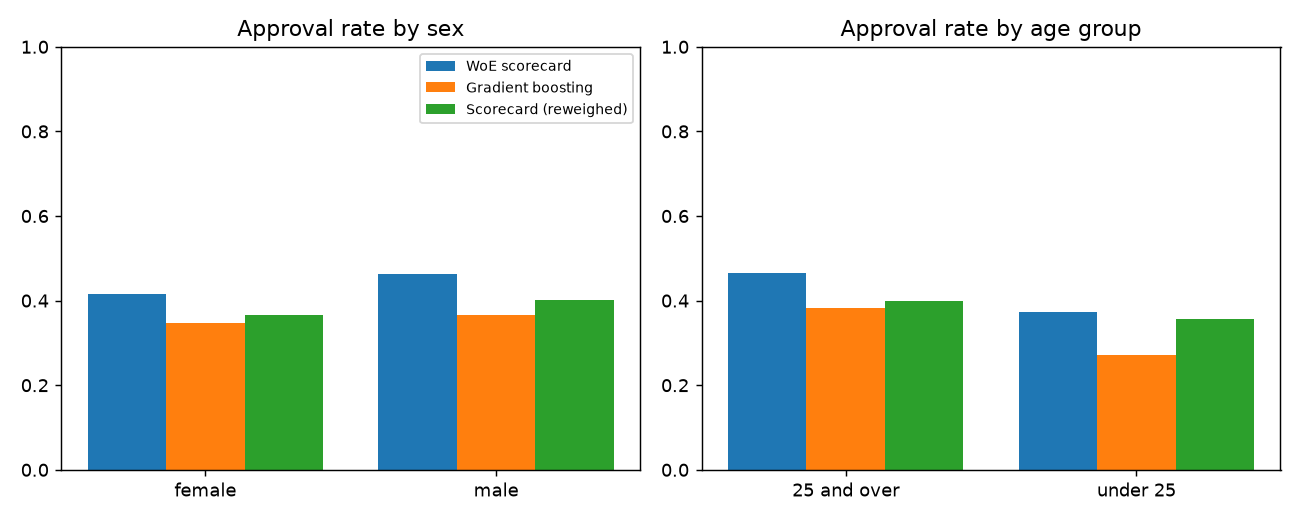 Approval rate by sex
1.0
0.8
0.6
0.4
0.2
0.0
WoE scorecard
Gradient boosting
Scorecard (reweighed)
female male
Approval rate by age group
1.0
0.8
0.6
0.4
0.2
0.0
25 and over under 25